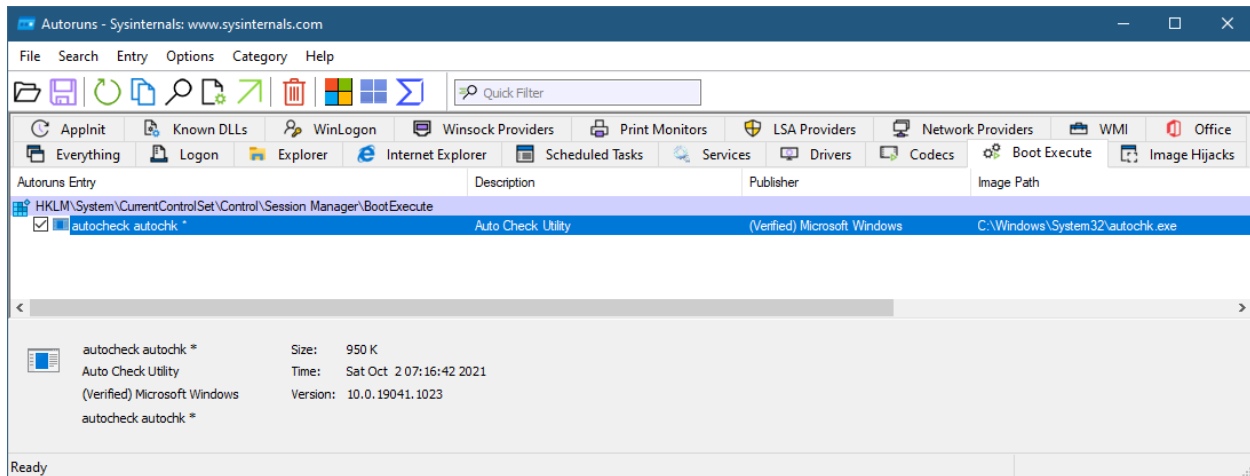 Autoruns - Sysinternals: www.sysinternals.com
File Search Entry Options Category Help
Quick Filter
AppInit Known DLLs WinLogon Winsock Providers Print Monitors LSA Providers Network Providers WMI Office
Everything Logon Explorer Internet Explorer Scheduled Tasks Services Drivers Codecs Boot Execute Image Hijacks
Autoruns Entry Description Publisher Image Path
HKLM\System\CurrentControlSet\Control\Session Manager\BootExecute
autocheck autochk * Auto Check Utility (Verified) Microsoft Windows C:\Windows\System32\autochk.exe
autocheck autochk * Size: 950 K
Auto Check Utility Time: Sat Oct 2 07:16:42 2021
(Verified) Microsoft Windows Version: 10.0.19041.1023
autocheck autochk *
Ready